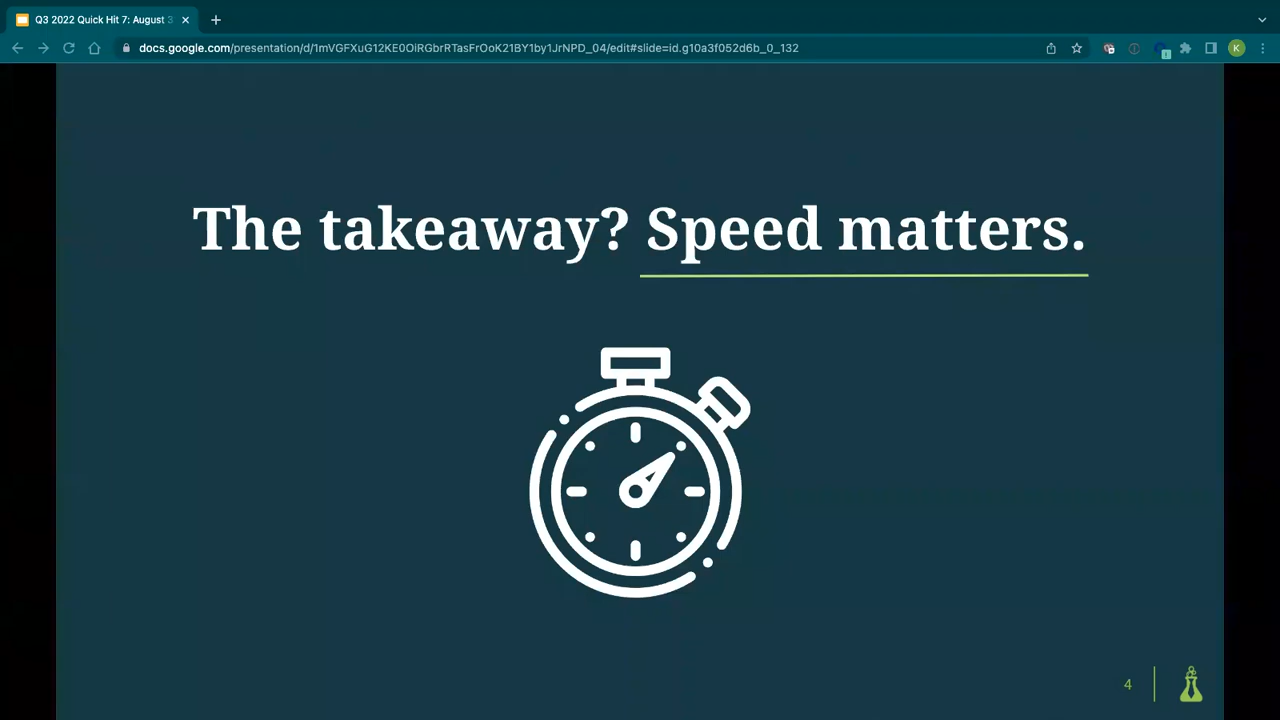 Q3 2022 Quick Hit 7: August 3
docs.google.com/presentation/d/1mVGFXuG12KE0OiRGbrRTasFrOoK21BY1by1JrNPD_04/edit#slide=id.g10a3f052d6b_0_132
K
The takeaway? Speed matters.
4